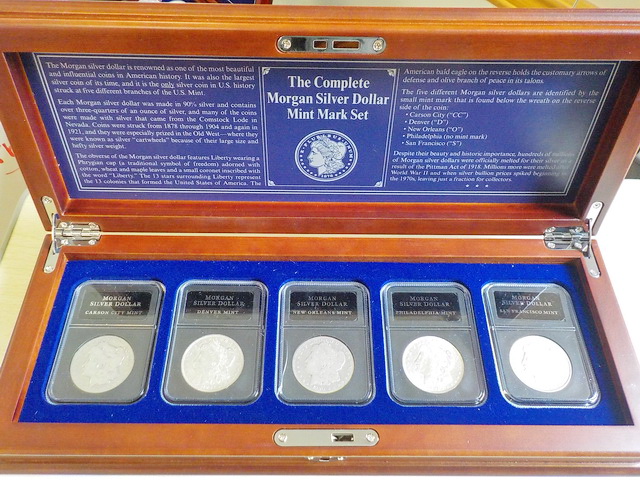 The Morgan silver dollar is renowned as one of the most beautiful
and influential coins in American history. It was also the largest
silver coin of its time, and it is the only silver coin in U.S. history
struck at five different branches of the U.S. Mint.
Each Morgan silver dollar was made in 90% silver and contains
over three-quarters of an ounce of silver, and many of the coins
were made with silver that came from the Comstock Lode in
Nevada. Coins were struck from 1878 through 1904 and again in
1921, and they were especially prized in the Old West—where they
were known as silver "cartwheels" because of their large size and
hefty silver weight.
The obverse of the Morgan silver dollar features Liberty wearing a
Phrygian cap (a traditional symbol of freedom) adorned with
cotton, wheat and maple leaves and a small coronet inscribed with
the word "Liberty." The 13 stars surrounding Liberty represent
the 13 colonies that formed the United States of America. The
The Complete
Morgan Silver Dollar
Mint Mark Set
American bald eagle on the reverse holds the customary arrows of
defense and olive branch of peace in its talons.
The five different Morgan silver dollars are identified by the
small mint mark that is found below the wreath on the reverse
side of the coin:
• Carson City ("CC")
• Denver ("D")
• New Orleans ("O")
• Philadelphia (no mint mark)
• San Francisco ("S")
Despite their beauty and historic importance, hundreds of millions
of Morgan silver dollars were officially melted for their silver as a
result of the Pittman Act of 1918. Millions more were melted
World War II and when silver bullion prices spiked beginning in
the 1970s, leaving just a fraction for collectors.
MORGAN
SILVER DOLLAR
CARSON CITY MINT
MORGAN
SILVER DOLLAR
DENVER MINT
MORGAN
SILVER DOLLAR
NEW ORLEANS MINT
MORGAN
SILVER DOLLAR
PHILADELPHIA MINT
MORGAN
SILVER DOLLAR
SAN FRANCISCO MINT